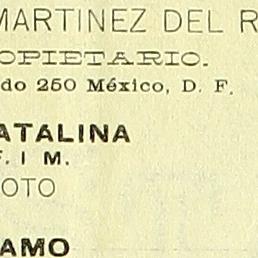 MARTINEZ DEL R
OPIETARIO.
do 250 México, D. F.
ATALINA
F. I M.
OTO
AMO